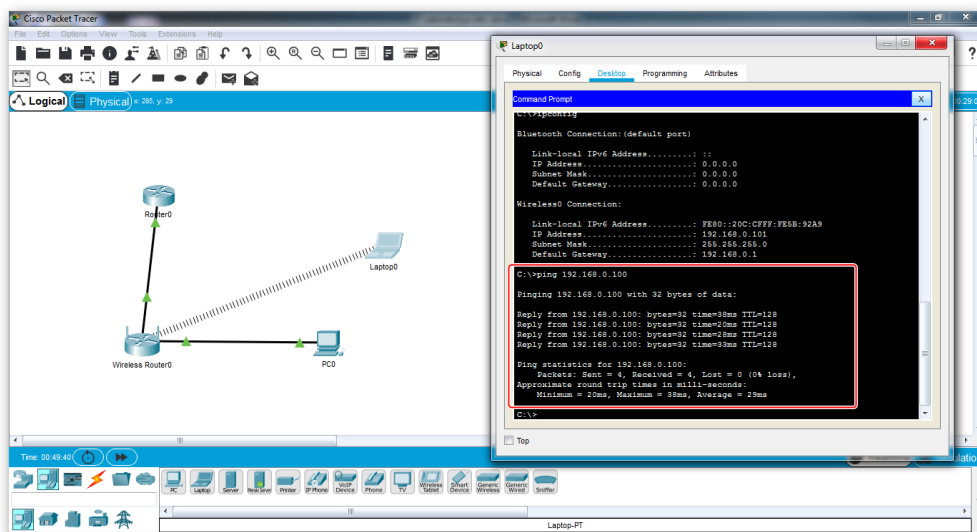 Cisco Packet Tracer
File Edit Options View Tools Extensions Help
Logical
Physical x: 285, y: 29
Router0
Laptop0
Wireless Router0
PC0
Time: 00:49:40
PC
Laptop
Server
Printer
IP Phone
VoIP Device
Phone
TV
Wireless Tablet
Smart Device
Generic Wireless
Generic Wired
Sniffer
Laptop-PT
Laptop0
Physical Config Desktop Programming Attributes
Command Prompt
X
C:\>ipconfig
Bluetooth Connection:(default port)
Link-local IPv6 Address.........: ::
IP Address......................: 0.0.0.0
Subnet Mask.....................: 0.0.0.0
Default Gateway.................: 0.0.0.0
Wireless0 Connection:
Link-local IPv6 Address.........: FE80::20C:CFFF:FE5B:92A9
IP Address......................: 192.168.0.101
Subnet Mask.....................: 255.255.255.0
Default Gateway.................: 192.168.0.1
C:\>ping 192.168.0.100
Pinging 192.168.0.100 with 32 bytes of data:
Reply from 192.168.0.100: bytes=32 time=38ms TTL=128
Reply from 192.168.0.100: bytes=32 time=20ms TTL=128
Reply from 192.168.0.100: bytes=32 time=28ms TTL=128
Reply from 192.168.0.100: bytes=32 time=33ms TTL=128
Ping statistics for 192.168.0.100:
Packets: Sent = 4, Received = 4, Lost = 0 (0% loss),
Approximate round trip times in milli-seconds:
Minimum = 20ms, Maximum = 38ms, Average = 29ms
C:\>
Top